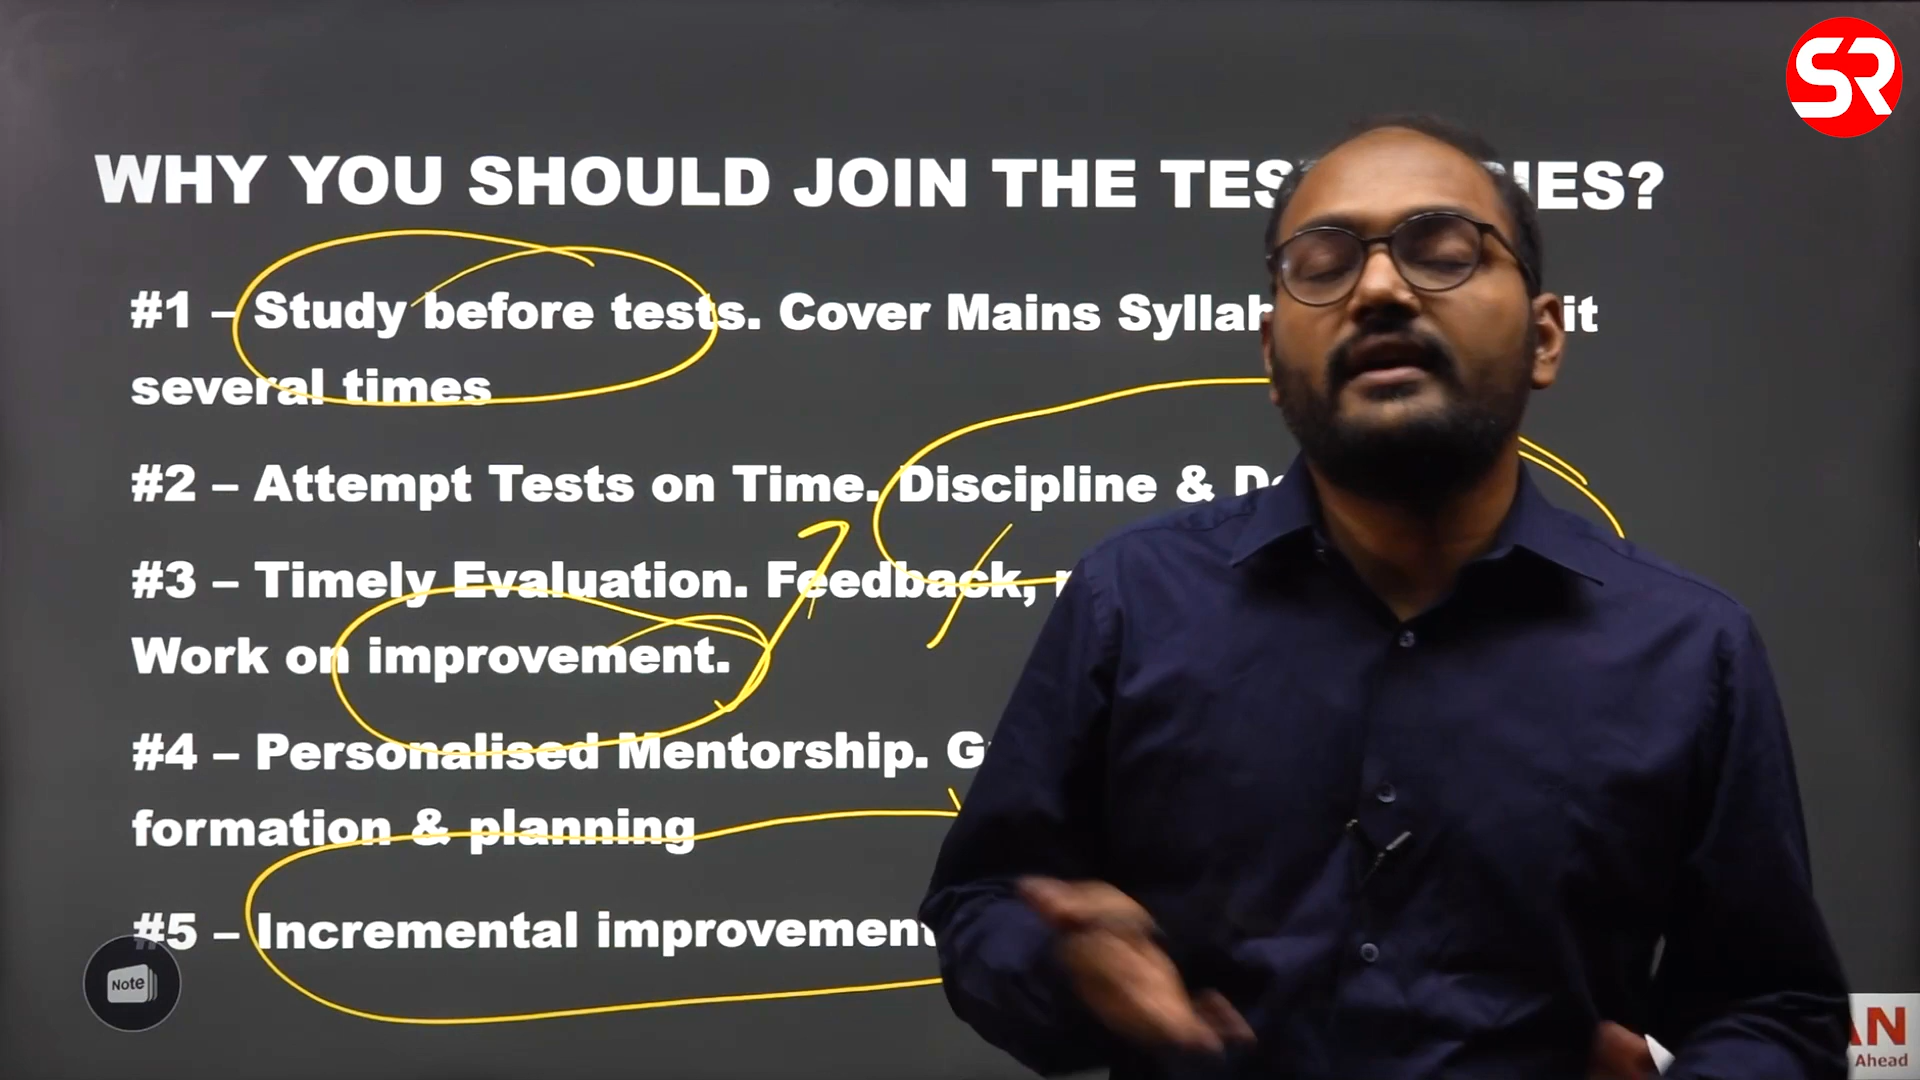 SR
WHY YOU SHOULD JOIN THE TES IES?
#1 – Study before tests. Cover Mains Syllab it
several times
#2 – Attempt Tests on Time. Discipline & D
#3 – Timely Evaluation. Feedback,
Work on improvement.
#4 – Personalised Mentorship. G
formation & planning
#5 – Incremental improvement
Note
AN
Ahead